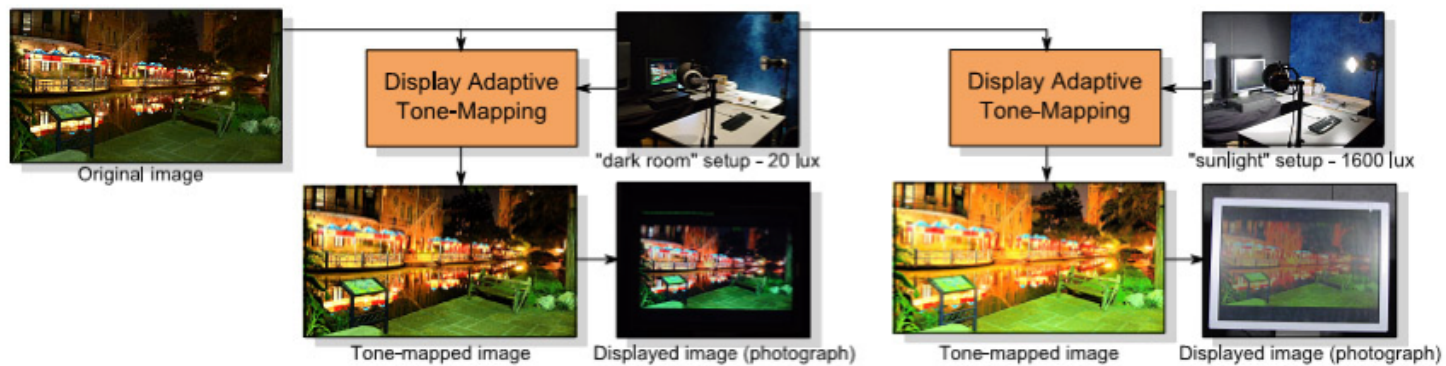 Display Adaptive
Tone-Mapping
Display Adaptive
Tone-Mapping
Original image
"dark room" setup - 20 lux
"sunlight" setup - 1600 lux
Tone-mapped image
Displayed image (photograph)
Tone-mapped image
Displayed image (photograph)